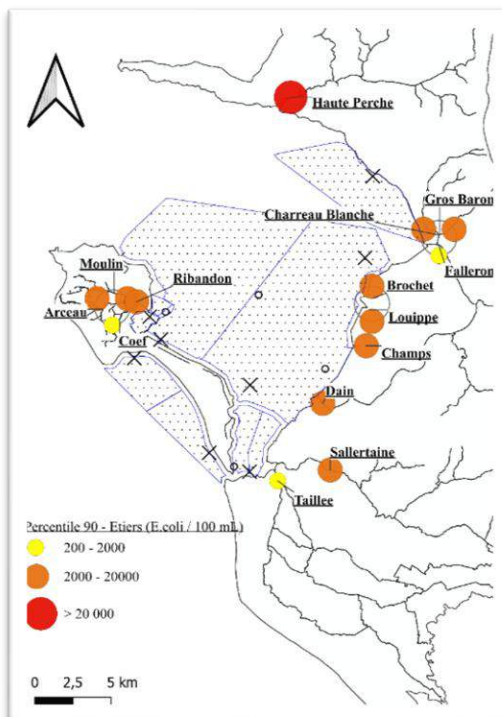 Haute Perche
Gros Baron
Charreau Blanche
Falleron
Moulin
Ribandon
Brochet
Arceau
Louippe
Coef
Champs
Dain
Sallertaine
Taillee
Percentile 90 - Etiers (E.coli / 100 mL)
200 - 2000
2000 - 20000
> 20 000
0 2,5 5 km